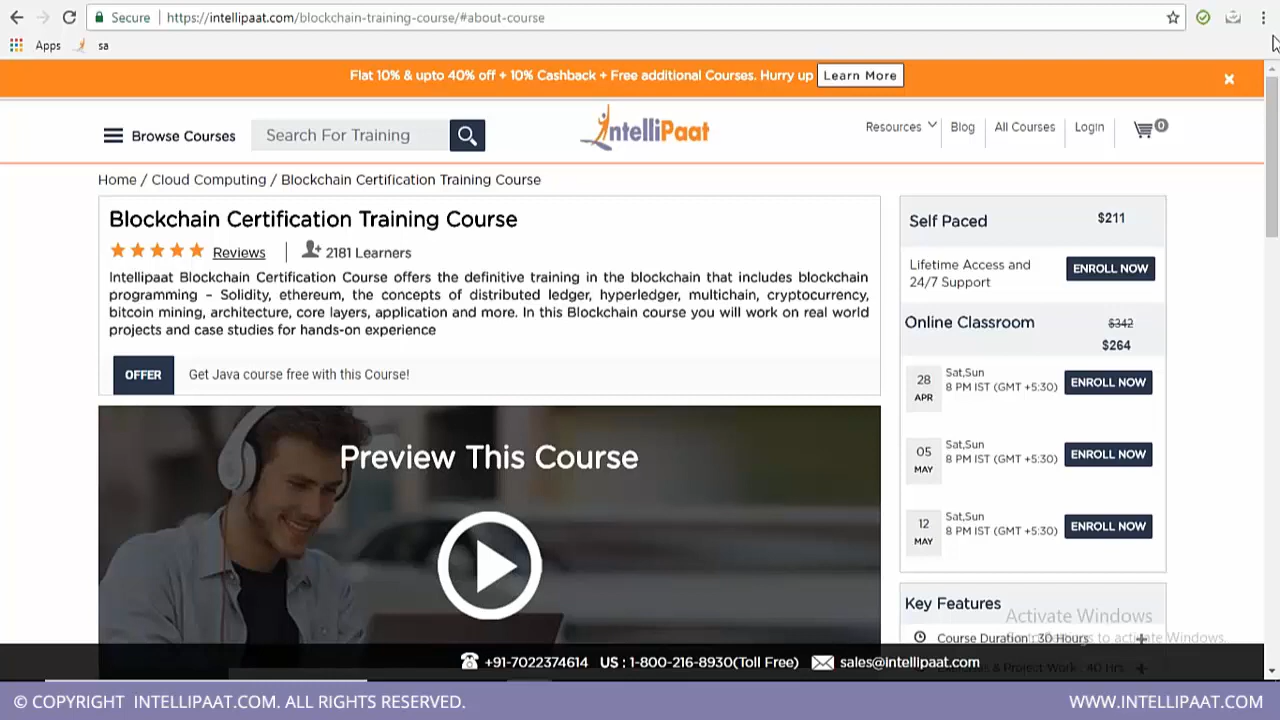 Secure https://intellipaat.com/blockchain-training-course/#about-course
Apps sa
Flat 10% & upto 40% off + 10% Cashback + Free additional Courses. Hurry up Learn More
Browse Courses Search For Training IntelliPaat Resources Blog All Courses Login 0
Home / Cloud Computing / Blockchain Certification Training Course
Blockchain Certification Training Course
Reviews 2181 Learners
Intellipaat Blockchain Certification Course offers the definitive training in the blockchain that includes blockchain
programming – Solidity, ethereum, the concepts of distributed ledger, hyperledger, multichain, cryptocurrency,
bitcoin mining, architecture, core layers, application and more. In this Blockchain course you will work on real world
projects and case studies for hands-on experience
OFFER Get Java course free with this Course!
Preview This Course
Self Paced $211
Lifetime Access and
24/7 Support
ENROLL NOW
Online Classroom $342
$264
28
APR
Sat,Sun
8 PM IST (GMT +5:30)
ENROLL NOW
05
MAY
Sat,Sun
8 PM IST (GMT +5:30)
ENROLL NOW
12
MAY
Sat,Sun
8 PM IST (GMT +5:30)
ENROLL NOW
Key Features
Activate Windows
Course Duration : 30 Hours
to activate Windows.
& Project Work : 40 Hrs
+91-7022374614 US : 1-800-216-8930(Toll Free) sales@intellipaat.com
© COPYRIGHT INTELLIPAAT.COM. ALL RIGHTS RESERVED. WWW.INTELLIPAAT.COM